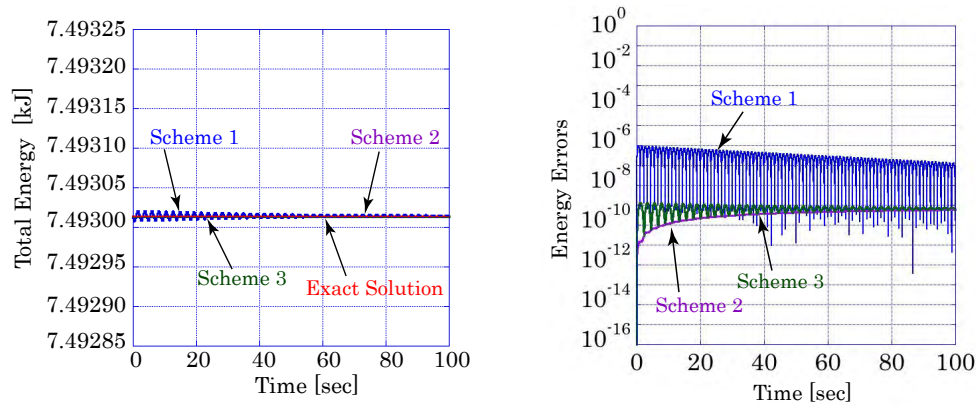 Total Energy [kJ]
7.49325
7.49320
7.49315
7.49310
7.49305
7.49300
7.49295
7.49290
7.49285
Scheme 1
Scheme 2
Scheme 3
Exact Solution
0 20 40 60 80 100
Time [sec]
Energy Errors
10^0
10^-2
10^-4
10^-6
10^-8
10^-10
10^-12
10^-14
10^-16
Scheme 1
Scheme 3
Scheme 2
0 20 40 60 80 100
Time [sec]